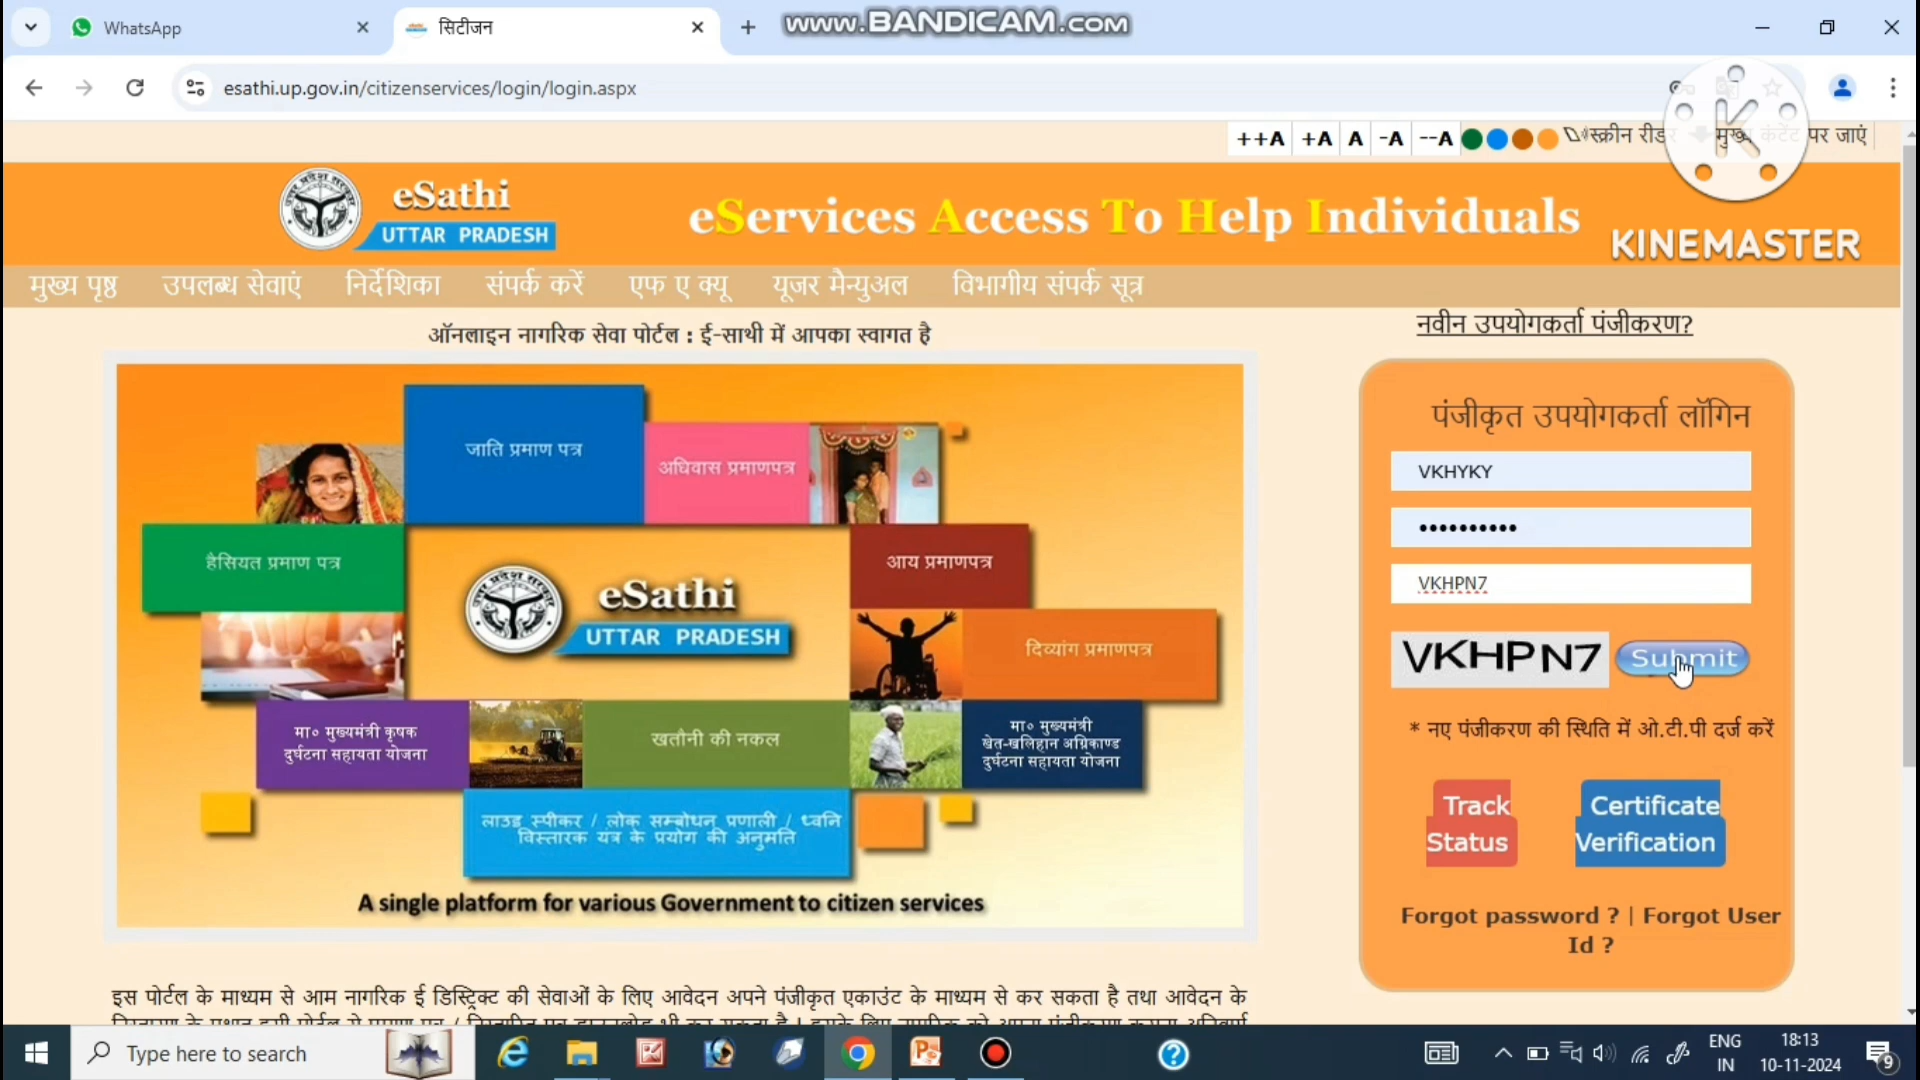 WhatsApp
सिटीजन
www.BANDICAM.com
esathi.up.gov.in/citizenservices/login/login.aspx
++A +A A -A --A स्क्रीन रीडर मुख्य कंटेंट पर जाएं
eSathi
UTTAR PRADESH
eServices Access To Help Individuals
KINEMASTER
मुख्य पृष्ठ उपलब्ध सेवाएं निर्देशिका संपर्क करें एफ ए क्यू यूजर मैन्युअल विभागीय संपर्क सूत्र
ऑनलाइन नागरिक सेवा पोर्टल : ई-साथी में आपका स्वागत है
नवीन उपयोगकर्ता पंजीकरण?
जाति प्रमाण पत्र
अधिवास प्रमाणपत्र
हैसियत प्रमाण पत्र
आय प्रमाणपत्र
eSathi
UTTAR PRADESH
दिव्यांग प्रमाणपत्र
मा० मुख्यमंत्री कृषक
दुर्घटना सहायता योजना
खतौनी की नकल
मा० मुख्यमंत्री
खेत-खलिहान अग्निकाण्ड
दुर्घटना सहायता योजना
लाउड स्पीकर / लोक सम्बोधन प्रणाली / ध्वनि
विस्तारक यंत्र के प्रयोग की अनुमति
A single platform for various Government to citizen services
पंजीकृत उपयोगकर्ता लॉगिन
VKHYKY
••••••••••
VKHPN7
VKHPN7 Submit
* नए पंजीकरण की स्थिति में ओ.टी.पी दर्ज करें
Track
Status
Certificate
Verification
Forgot password ? | Forgot User
Id ?
इस पोर्टल के माध्यम से आम नागरिक ई डिस्ट्रिक्ट की सेवाओं के लिए आवेदन अपने पंजीकृत एकाउंट के माध्यम से कर सकता है तथा आवेदन के
Type here to search
ENG
IN
18:13
10-11-2024
9